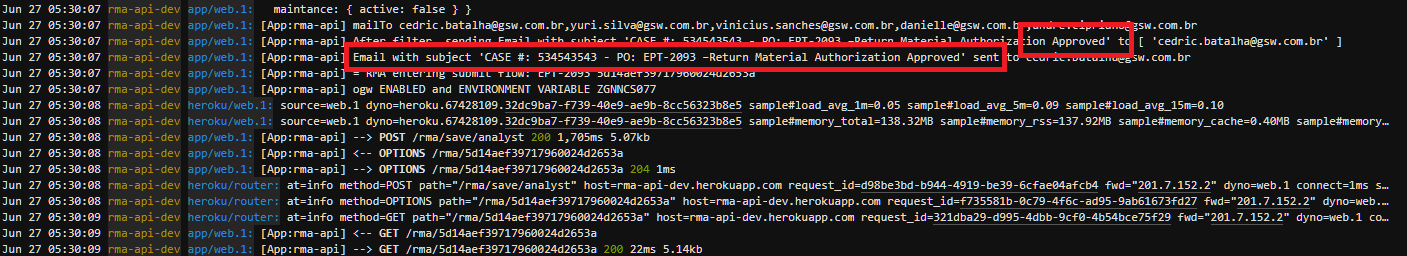 Jun 27 05:30:07 rma-api-dev app/web.1: maintance: { active: false } }
Jun 27 05:30:07 rma-api-dev app/web.1: [App:rma-api] mailTo cedric.batalha@gsw.com.br,yuri.silva@gsw.com.br,vinicius.sanches@gsw.com.br,danielle@gsw.com.br
Jun 27 05:30:07 rma-api-dev app/web.1: [App:rma-api] After filter, sending Email with subject 'CASE #: 534543543 - PO: EPT-2093 -Return Material Authorization Approved' to [ 'cedric.batalha@gsw.com.br' ]
Jun 27 05:30:07 rma-api-dev app/web.1: [App:rma-api] Email with subject 'CASE #: 534543543 - PO: EPT-2093 -Return Material Authorization Approved' sent to cedric.batalha@gsw.com.br
Jun 27 05:30:07 rma-api-dev app/web.1: [App:rma-api] = RMA entering submit flow: EPT-2093 5d14aef39717960024d2653a
Jun 27 05:30:07 rma-api-dev app/web.1: [App:rma-api] ogw ENABLED and ENVIRONMENT VARIABLE ZGNNCS077
Jun 27 05:30:08 rma-api-dev heroku/web.1: source=web.1 dyno=heroku.67428109.32dc9ba7-f739-40e9-ae9b-8cc56323b8e5 sample#load_avg_1m=0.05 sample#load_avg_5m=0.09 sample#load_avg_15m=0.10
Jun 27 05:30:08 rma-api-dev heroku/web.1: source=web.1 dyno=heroku.67428109.32dc9ba7-f739-40e9-ae9b-8cc56323b8e5 sample#memory_total=138.32MB sample#memory_rss=137.92MB sample#memory_cache=0.40MB sample#memory…
Jun 27 05:30:08 rma-api-dev app/web.1: [App:rma-api] --> POST /rma/save/analyst 200 1,705ms 5.07kb
Jun 27 05:30:08 rma-api-dev app/web.1: [App:rma-api] <-- OPTIONS /rma/5d14aef39717960024d2653a
Jun 27 05:30:08 rma-api-dev app/web.1: [App:rma-api] --> OPTIONS /rma/5d14aef39717960024d2653a 204 1ms
Jun 27 05:30:08 rma-api-dev heroku/router: at=info method=POST path="/rma/save/analyst" host=rma-api-dev.herokuapp.com request_id=d98be3bd-b944-4919-be39-6cfae04afcb4 fwd="201.7.152.2" dyno=web.1 connect=1ms s…
Jun 27 05:30:08 rma-api-dev heroku/router: at=info method=OPTIONS path="/rma/5d14aef39717960024d2653a" host=rma-api-dev.herokuapp.com request_id=f735581b-0c79-4f6c-ad95-9ab61673fd27 fwd="201.7.152.2" dyno=web.…
Jun 27 05:30:09 rma-api-dev heroku/router: at=info method=GET path="/rma/5d14aef39717960024d2653a" host=rma-api-dev.herokuapp.com request_id=321dba29-d995-4dbb-9cf0-4b54bce75f29 fwd="201.7.152.2" dyno=web.1 co…
Jun 27 05:30:09 rma-api-dev app/web.1: [App:rma-api] <-- GET /rma/5d14aef39717960024d2653a
Jun 27 05:30:09 rma-api-dev app/web.1: [App:rma-api] --> GET /rma/5d14aef39717960024d2653a 200 22ms 5.14kb